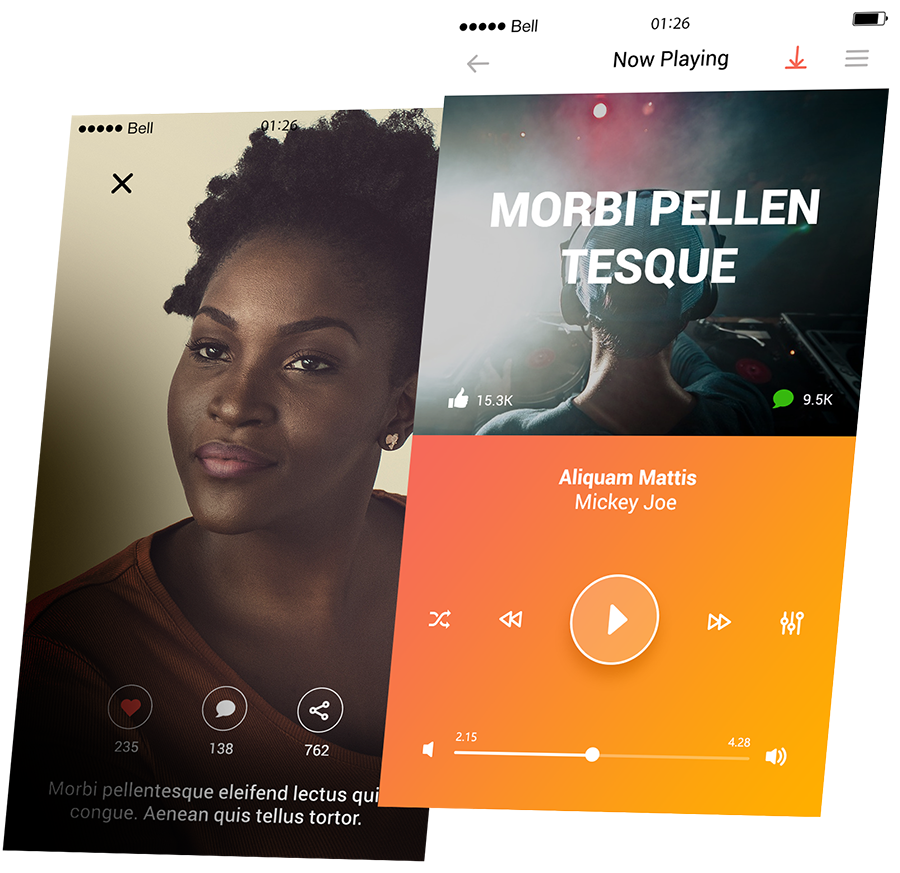 Bell
01:26
235
138
762
Morbi pellentesque eleifend lectus qui
congue. Aenean quis tellus tortor.
Bell
01:26
Now Playing
MORBI PELLEN
TESQUE
15.3K
9.5K
Aliquam Mattis
Mickey Joe
2.15
4.28